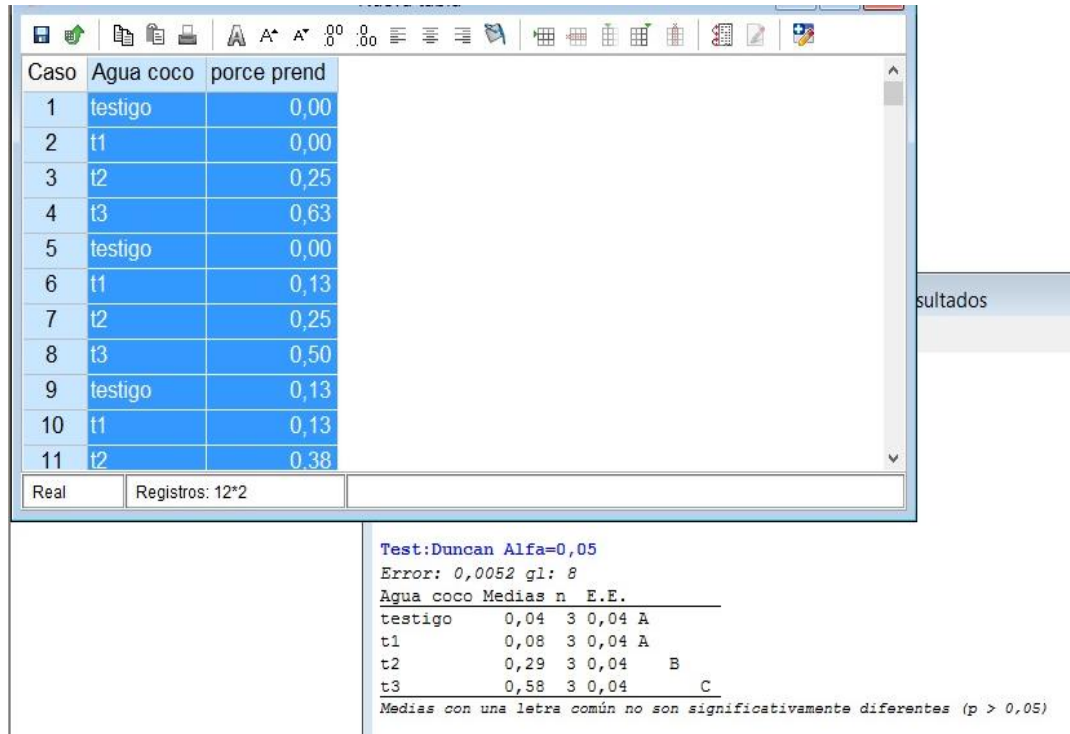 Caso Agua coco porce prend
1 testigo 0,00
2 t1 0,00
3 t2 0,25
4 t3 0,63
5 testigo 0,00
6 t1 0,13
7 t2 0,25
8 t3 0,50
9 testigo 0,13
10 t1 0,13
11 t2 0,38
Real Registros: 12*2
sultados
Test:Duncan Alfa=0,05
Error: 0,0052 gl: 8
Agua coco Medias n E.E.
testigo 0,04 3 0,04 A
t1 0,08 3 0,04 A
t2 0,29 3 0,04 B
t3 0,58 3 0,04 C
Medias con una letra común no son significativamente diferentes (p > 0,05)